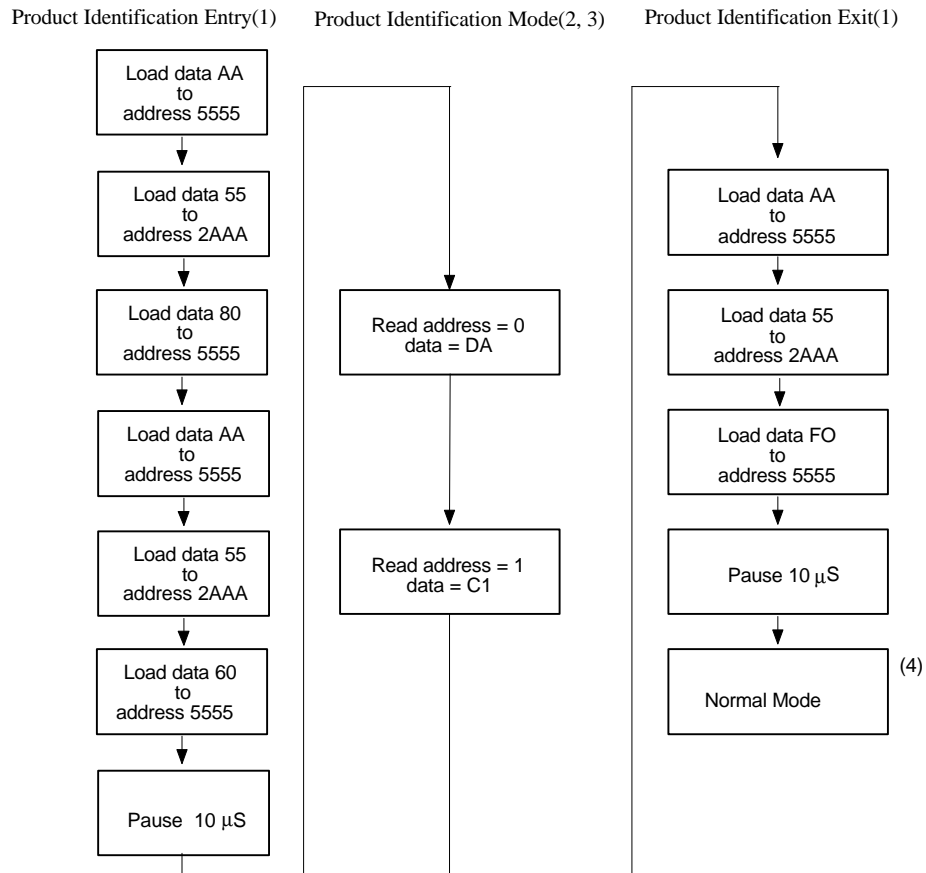 Product Identification Entry(1)
Load data AA
to
address 5555
Load data 55
to
address 2AAA
Load data 80
to
address 5555
Load data AA
to
address 5555
Load data 55
to
address 2AAA
Load data 60
to
address 5555
Pause 10 μS
Product Identification Mode(2, 3)
Read address = 0
data = DA
Read address = 1
data = C1
Product Identification Exit(1)
Load data AA
to
address 5555
Load data 55
to
address 2AAA
Load data FO
to
address 5555
Pause 10 μS
Normal Mode
(4)